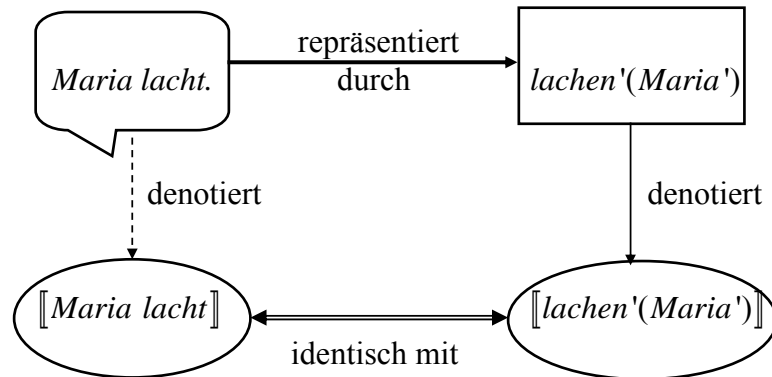 repräsentiert
durch
Maria lacht.
lachen'(Maria')
denotiert
denotiert
⟦Maria lacht⟧
⟦lachen'(Maria')⟧
identisch mit